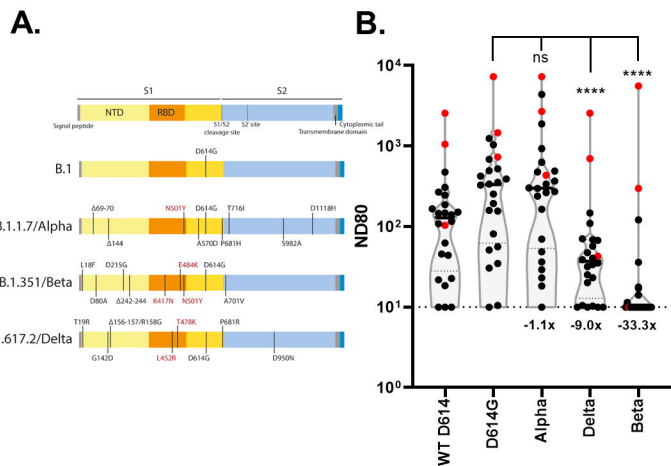 A.
S1 S2
NTD RBD
Signal peptide
S1/S2
cleavage site
S2' site
Cytoplasmic tail
Transmembrane domain
B.1
D614G
.1.1.7/Alpha
Δ69-70 N501Y D614G T716I D1118H
Δ144 A570D P681H S982A
B.1.351/Beta
L18F D215G E484K D614G
D80A Δ242-244 K417N N501Y A701V
.617.2/Delta
T19R Δ156-157/R158G T478K P681R
G142D L452R D614G D950N
B.
ns
****
****
ND80
10⁴
10³
10²
10¹
10⁰
-1.1x -9.0x -33.3x
WT D614
D614G
Alpha
Delta
Beta